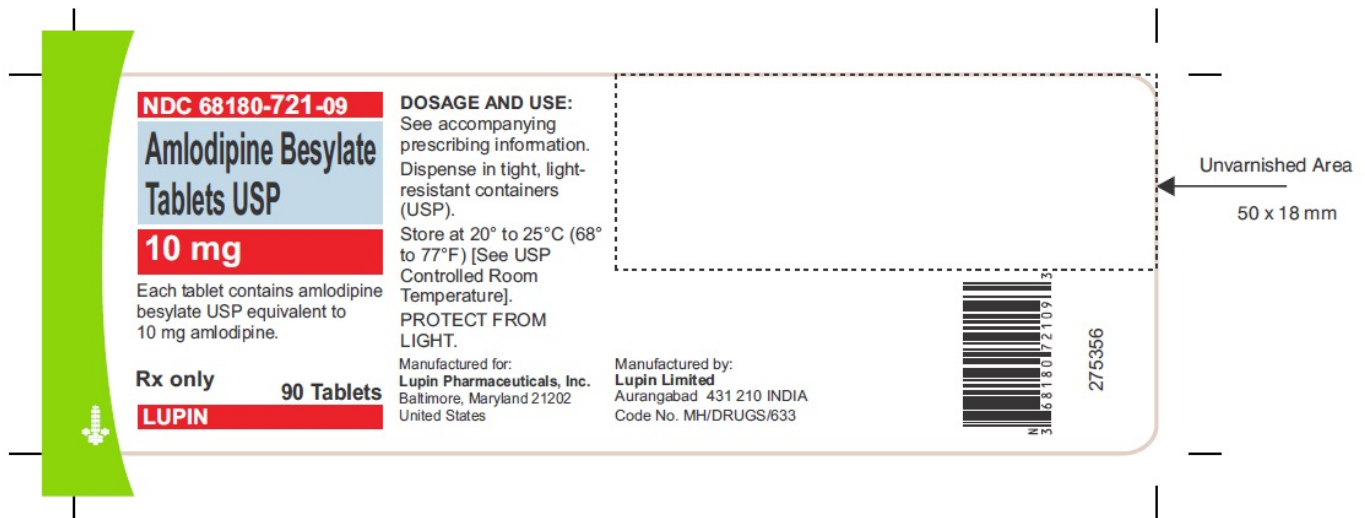 NDC 68180-721-09
Amlodipine Besylate
Tablets USP
10 mg
Each tablet contains amlodipine
besylate USP equivalent to
10 mg amlodipine.
Rx only
90 Tablets
LUPIN
DOSAGE AND USE:
See accompanying
prescribing information.
Dispense in tight, light-
resistant containers
(USP).
Store at 20° to 25°C (68°
to 77°F) [See USP
Controlled Room
Temperature].
PROTECT FROM
LIGHT.
Manufactured for:
Lupin Pharmaceuticals, Inc.
Baltimore, Maryland 21202
United States
Manufactured by:
Lupin Limited
Aurangabad 431 210 INDIA
Code No. MH/DRUGS/633
N
3 68180 72109 3
275356
Unvarnished Area
50 x 18 mm